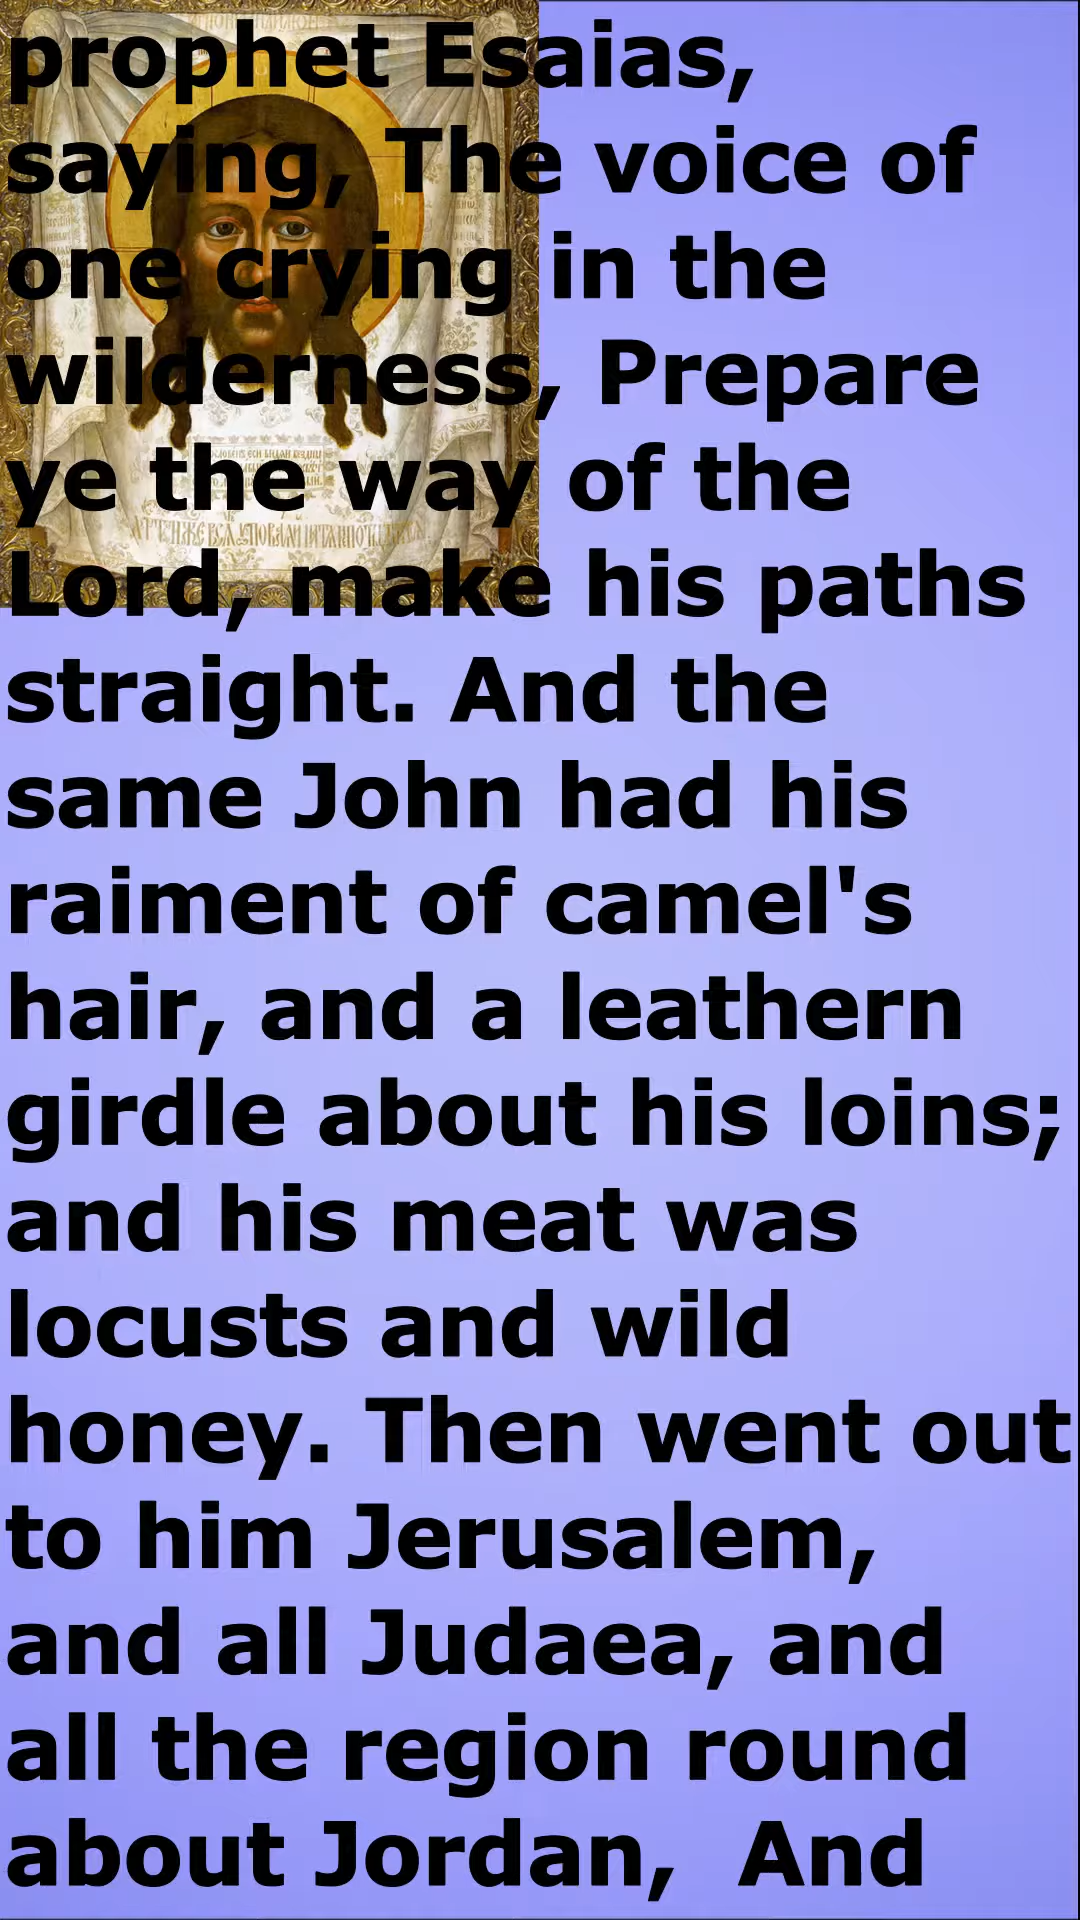 prophet Esaias,
saying, The voice of
one crying in the
wilderness, Prepare
ye the way of the
Lord, make his paths
straight. And the
same John had his
raiment of camel's
hair, and a leathern
girdle about his loins;
and his meat was
locusts and wild
honey. Then went out
to him Jerusalem,
and all Judaea, and
all the region round
about Jordan,  And